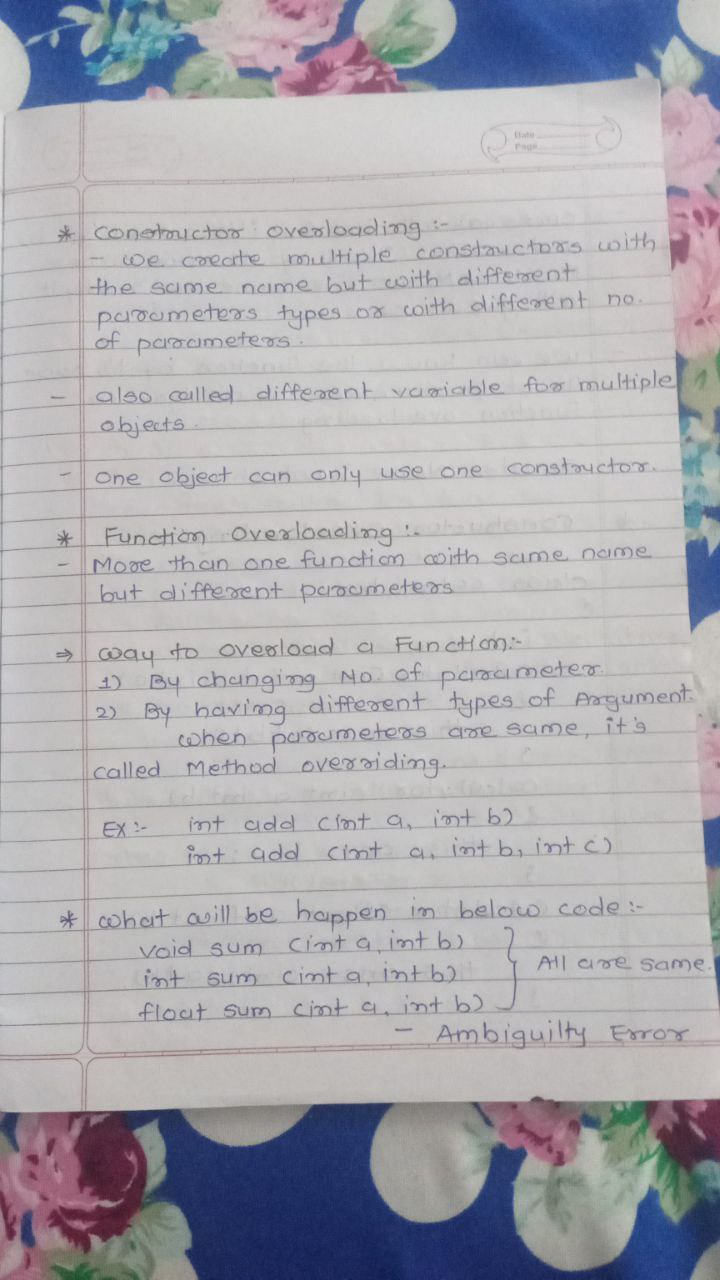 Date
Page
* Constructor overloading :-
- we create multiple constructors with
the same name but with different
parameters types or with different no.
of parameters.
- also called different variable for multiple
objects.
- One object can only use one constructor.
* Function Overloading :-
- More than one function with same name
but different parameters
⇒ way to overload a Function:-
1) By changing No. of parameter.
2) By having different types of Argument.
when parameters are same, it's
called Method overriding.
Ex:- int add (int a, int b)
int add (int a, int b, int c)
* what will be happen in below code:-
void sum (int a, int b)
int sum (int a, int b) } All are same.
float sum (int a, int b)
- Ambiguilty Error